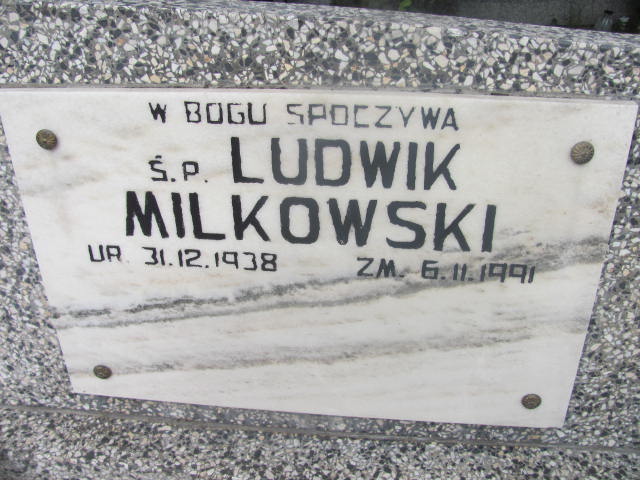 W BOGU SPOCZYWA
Ś.P. LUDWIK
MILKOWSKI
UR. 31.12.1938 ZM. 6.11.1991